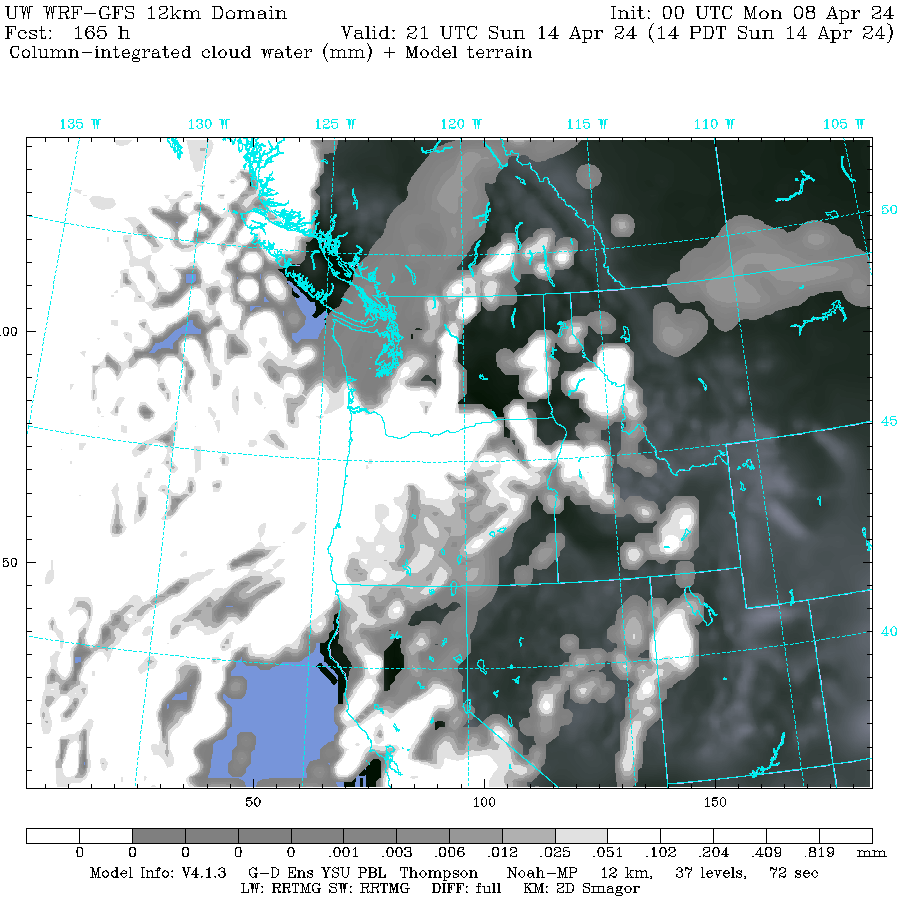 UW WRF-GFS 12km Domain Init: 00 UTC Mon 08 Apr 24
Fcst: 165 h Valid: 21 UTC Sun 14 Apr 24 (14 PDT Sun 14 Apr 24)
Column-integrated cloud water (mm) + Model terrain
135 W 130 W 125 W 120 W 115 W 110 W 105 W
50
100
45
50
40
50 100 150
0 0 0 0 .001 .003 .006 .012 .025 .051 .102 .204 .409 .819 mm
Model Info: V4.1.3 G-D Ens YSU PBL Thompson Noah-MP 12 km, 37 levels, 72 sec
LW: RRTMG SW: RRTMG DIFF: full KM: 2D Smagor